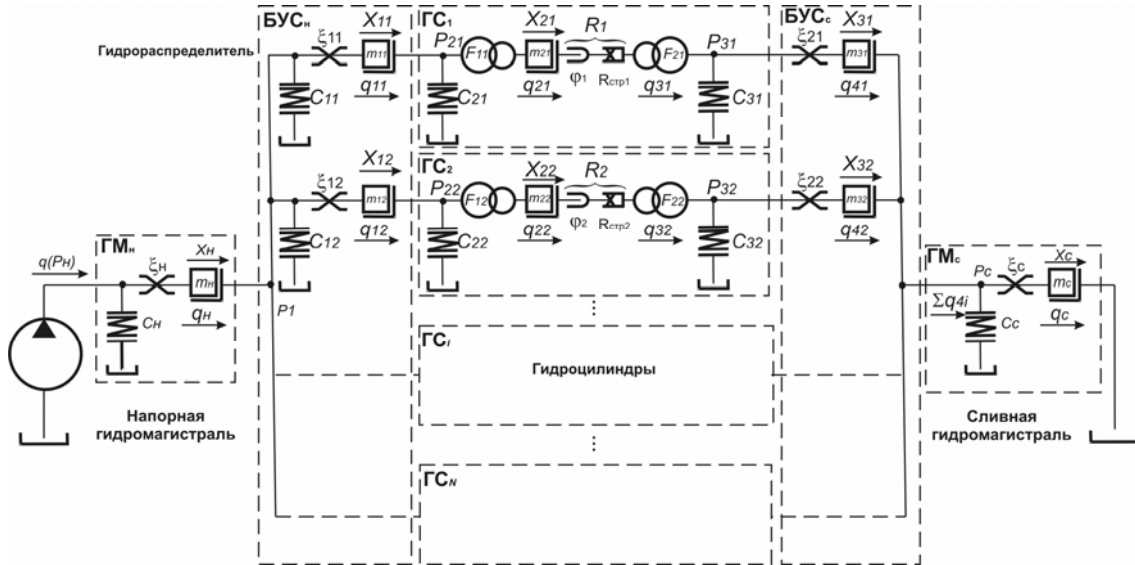 БУСн
ГС1
БУСс
Гидрораспределитель
ξ11
X11
m11
q11
C11
P21
C21
F11
X21
m21
q21
R1
φ1
Rстр1
q31
F21
P31
C31
ξ21
X31
m31
q41
ГС2
ξ12
X12
m12
q12
C12
P22
C22
F12
X22
m22
q22
R2
φ2
Rстр2
q32
F22
P32
C32
ξ22
X32
m32
q42
ГМн
q(Pн)
ξн
Xн
mн
qн
Cн
P1
ГМс
Σq4i
Pс
ξс
Xс
mс
qс
Cс
...
ГСi
Гидроцилиндры
Напорная
гидромагистраль
Сливная
гидромагистраль
...
ГСN